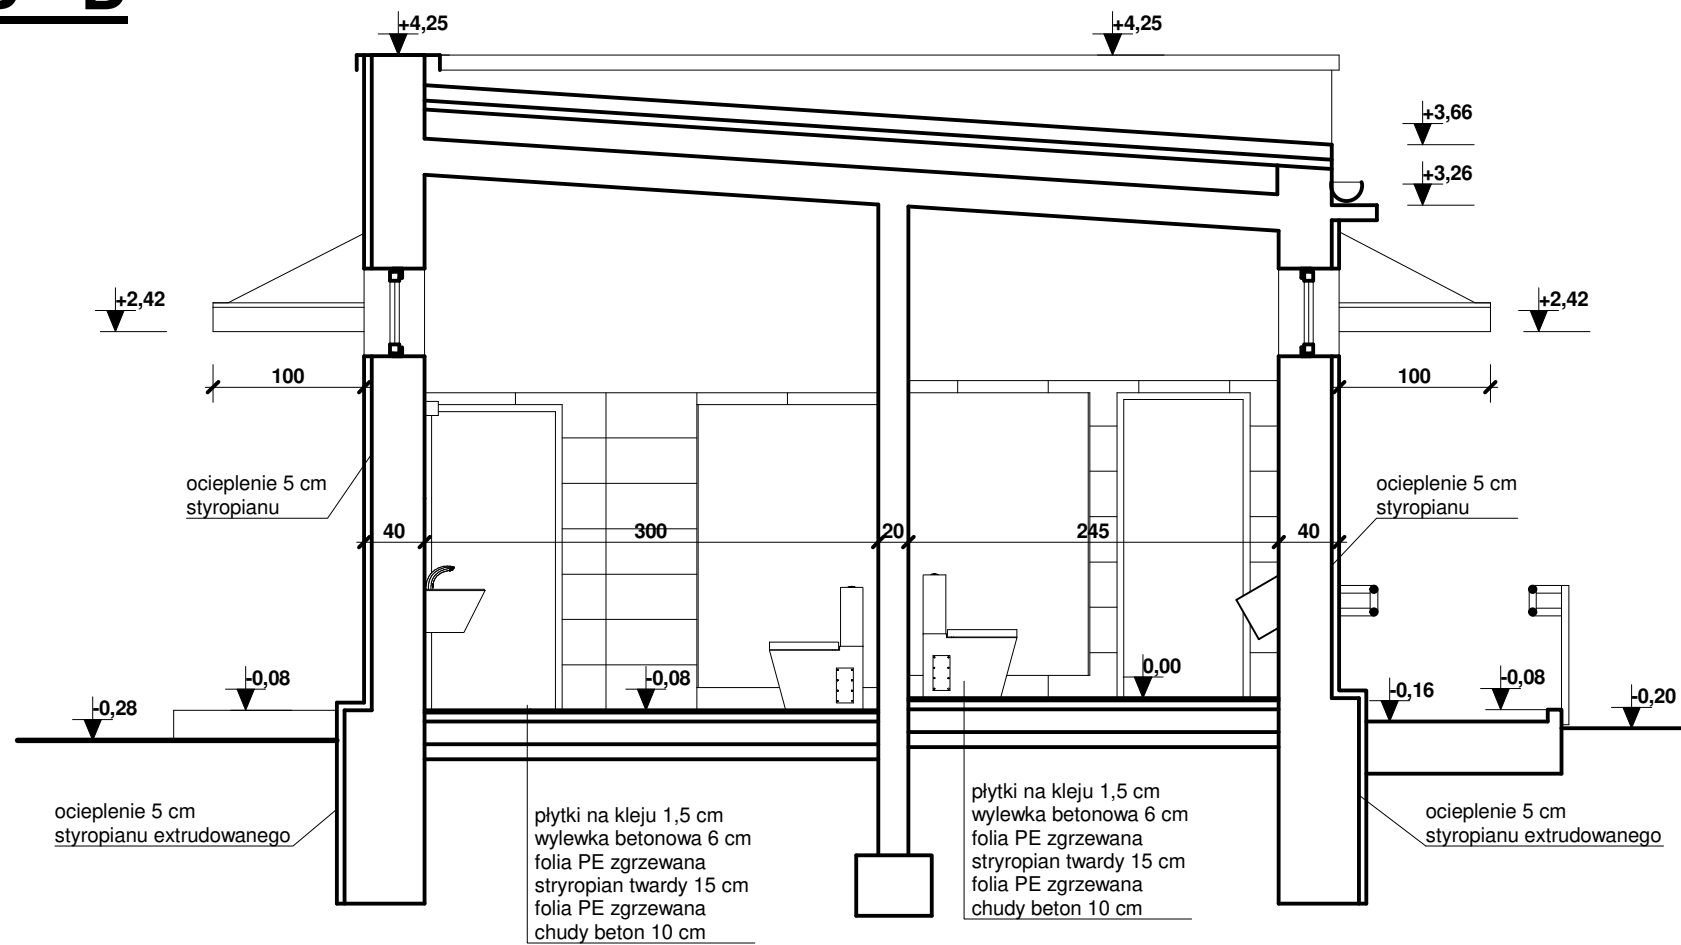 +4,25
+4,25
+3,66
+3,26
+2,42
+2,42
100
100
ocieplenie 5 cm
styropianu
ocieplenie 5 cm
styropianu
40
300
20
245
40
-0,08
-0,08
0,00
-0,16
-0,08
-0,28
-0,20
ocieplenie 5 cm
styropianu extrudowanego
płytki na kleju 1,5 cm
wylewka betonowa 6 cm
folia PE zgrzewana
stryropian twardy 15 cm
folia PE zgrzewana
chudy beton 10 cm
płytki na kleju 1,5 cm
wylewka betonowa 6 cm
folia PE zgrzewana
stryropian twardy 15 cm
folia PE zgrzewana
chudy beton 10 cm
ocieplenie 5 cm
styropianu extrudowanego